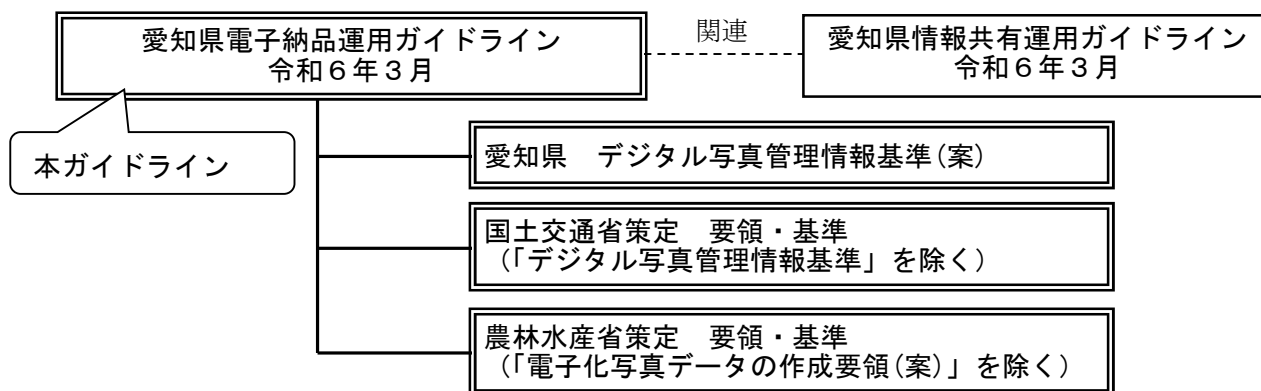 愛知県電子納品運用ガイドライン
令和６年３月
関連
愛知県情報共有運用ガイドライン
令和６年３月
本ガイドライン
愛知県　デジタル写真管理情報基準(案)
国土交通省策定　要領・基準
（「デジタル写真管理情報基準」を除く）
農林水産省策定　要領・基準
（「電子化写真データの作成要領(案)」を除く）